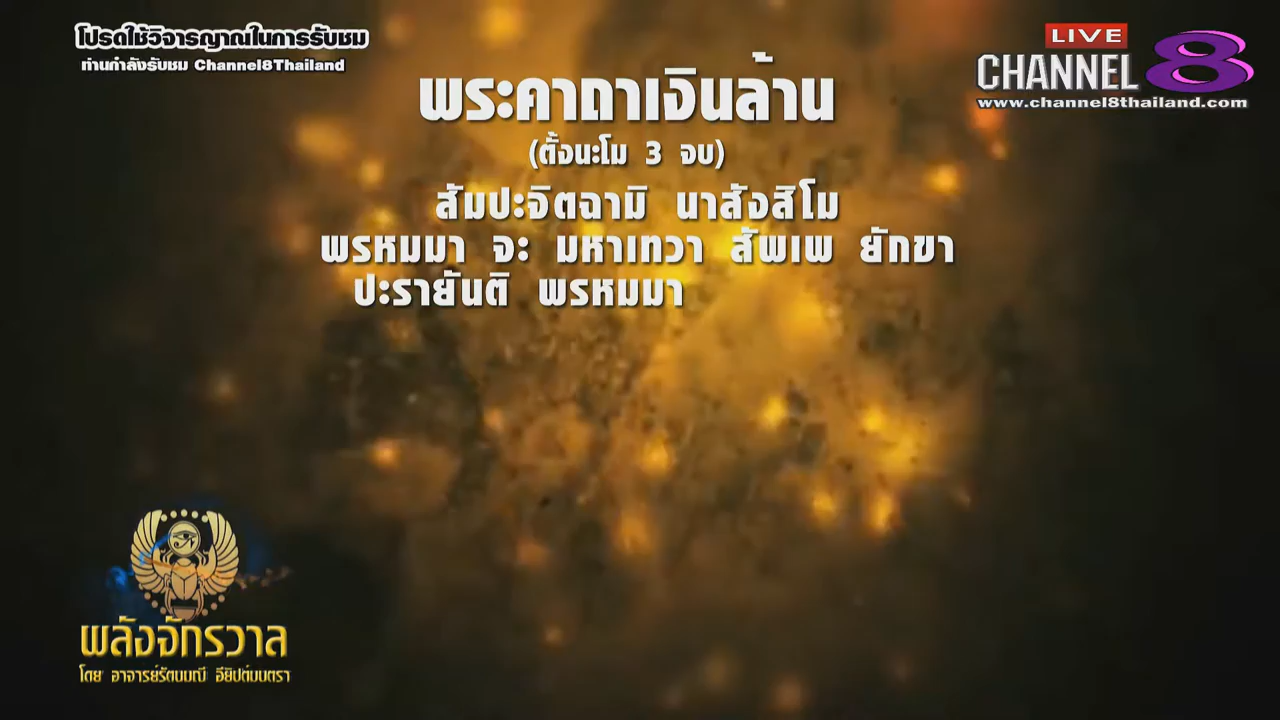 โปรดใช้วิจารญาณในการรับชม
ท่านกำลังรับชม Channel8Thailand
LIVE
CHANNEL 8
www.channel8thailand.com
พระคาถาเงินล้าน
(ตั้งนะโม 3 จบ)
สัมปะจิตฉามิ นาสังสิโม
พรหมมา จะ มหาเทวา สัพเพ ยักขา
ปะรายันติ พรหมมา
พลังจักรวาล
โดย อาจารย์รัตนมณี อียิปต์มนตรา